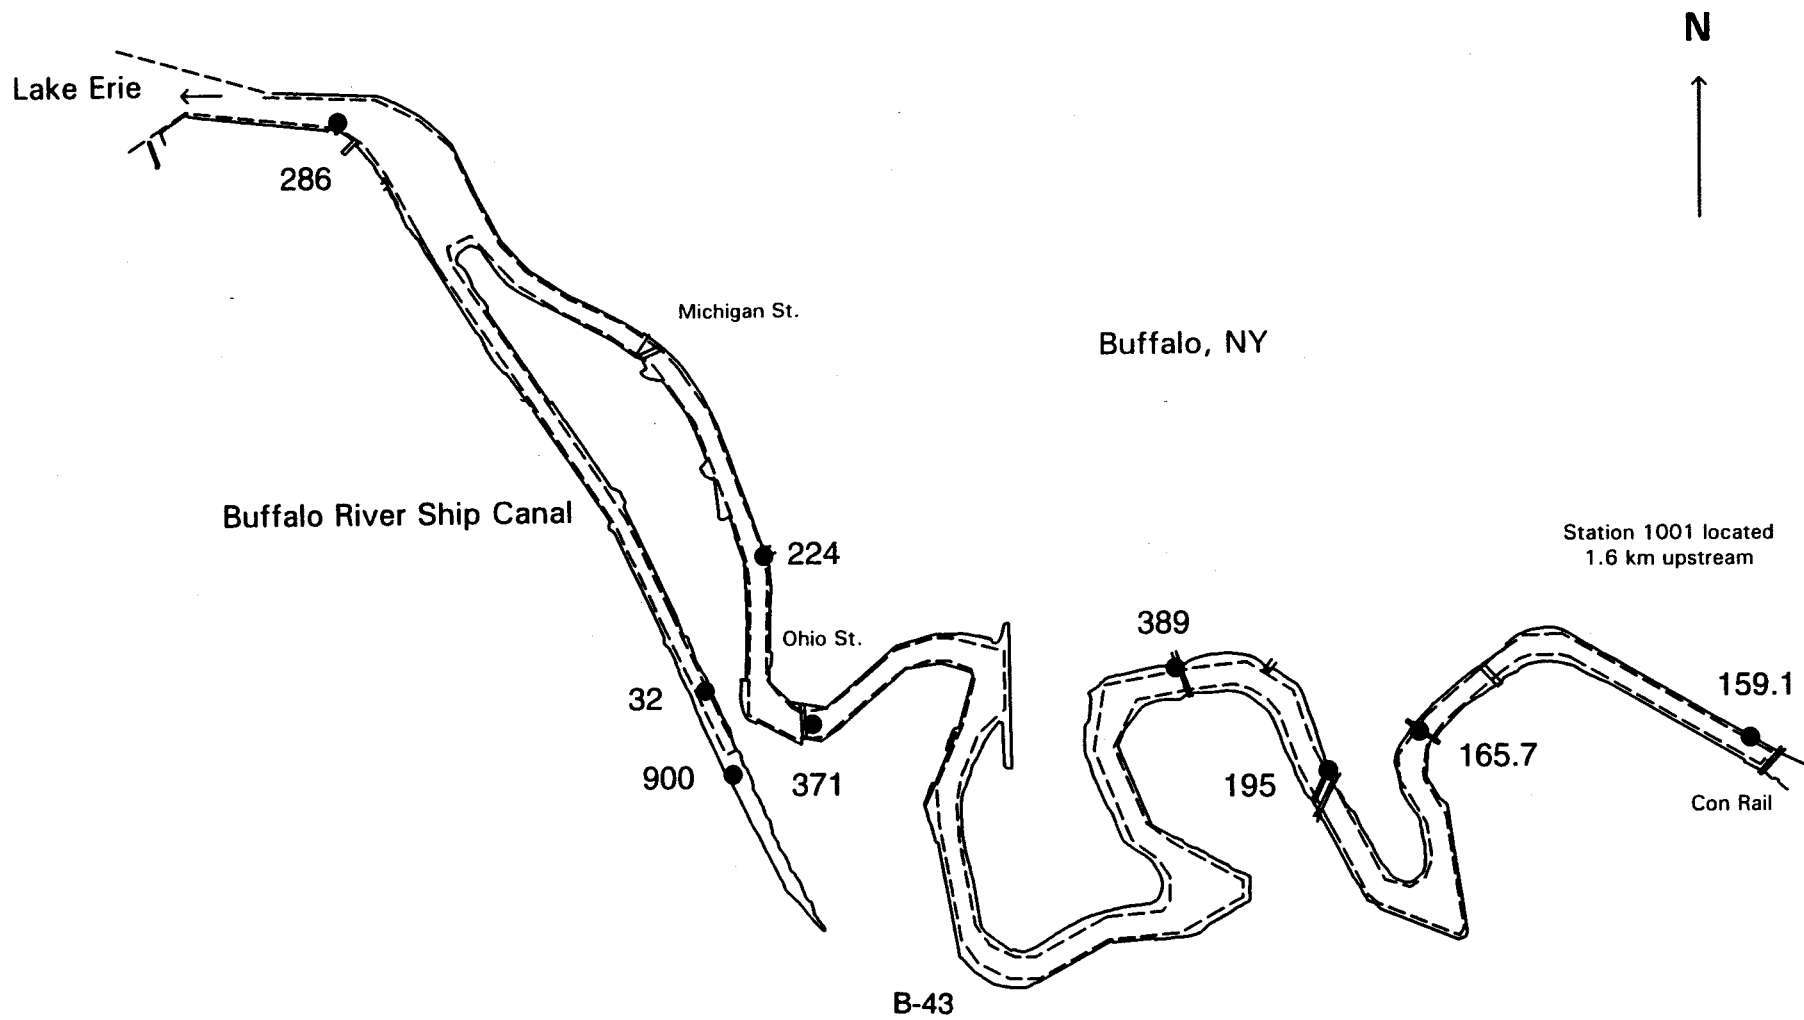 N
Lake Erie
286
Michigan St.
Buffalo, NY
Buffalo River Ship Canal
Station 1001 located
1.6 km upstream
224
389
Ohio St.
159.1
32
165.7
900
371
195
Con Rail
B-43